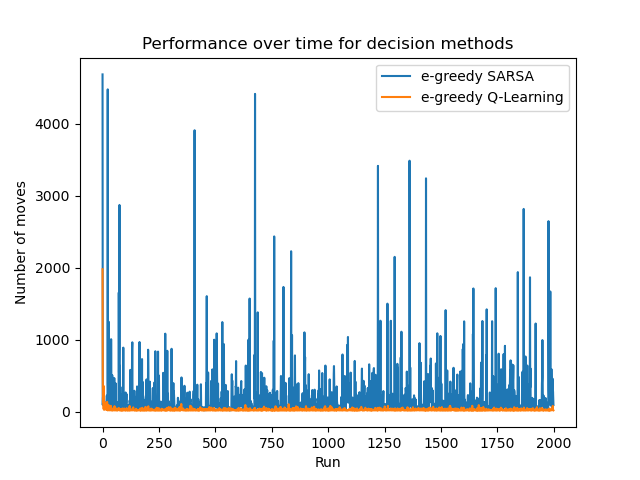 Performance over time for decision methods
e-greedy SARSA
e-greedy Q-Learning
Number of moves
4000
3000
2000
1000
0
0 250 500 750 1000 1250 1500 1750 2000
Run